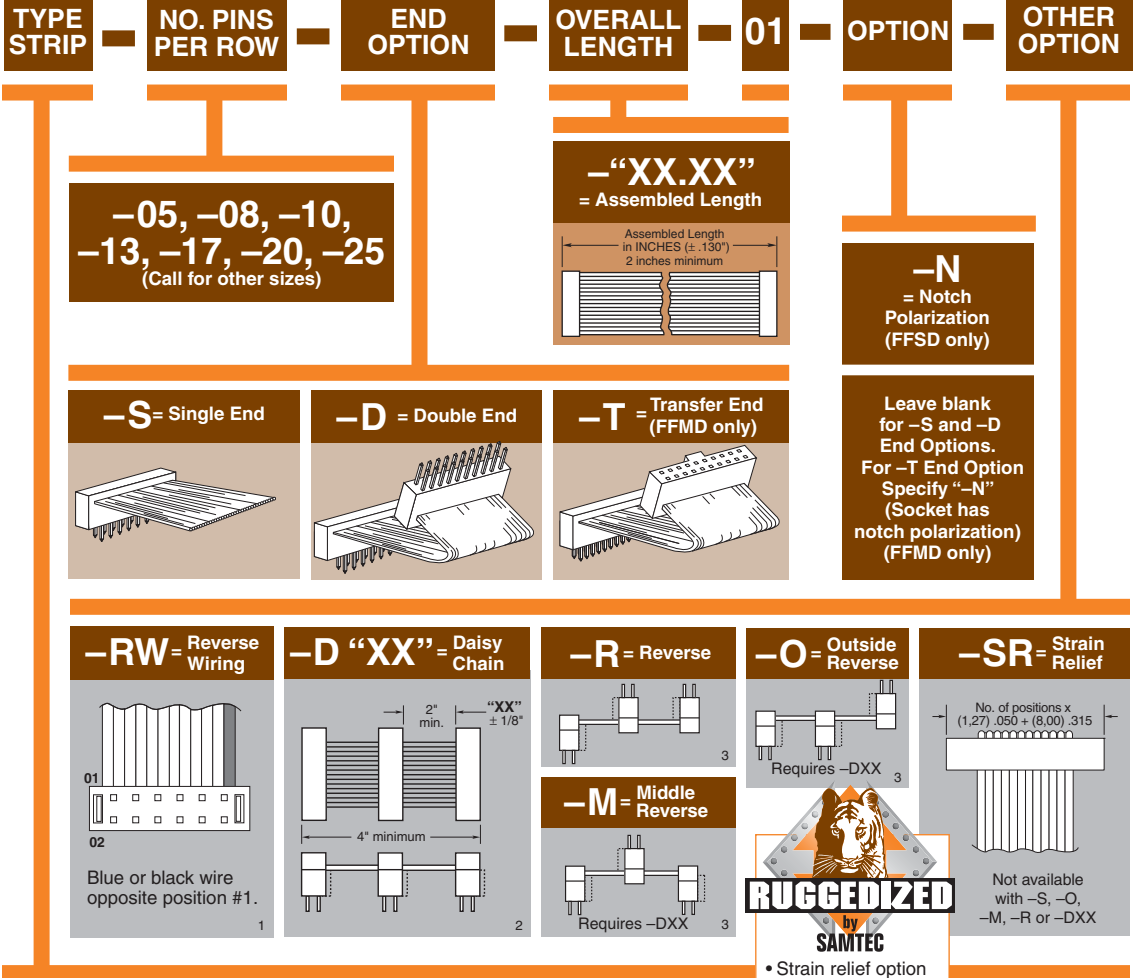 TYPE
STRIP
NO. PINS
PER ROW
END
OPTION
OVERALL
LENGTH
01
OPTION
OTHER
OPTION
–05, –08, –10,
–13, –17, –20, –25
(Call for other sizes)
–“XX.XX”
= Assembled Length
Assembled Length
in INCHES (± .130")
2 inches minimum
–N
= Notch
Polarization
(FFSD only)
Leave blank
for –S and –D
End Options.
For –T End Option
Specify “–N”
(Socket has
notch polarization)
(FFMD only)
–S = Single End
–D = Double End
–T = Transfer End
(FFMD only)
–RW = Reverse
Wiring
01
02
Blue or black wire
opposite position #1.
1
–D “XX” = Daisy
Chain
2"
min.
“XX”
± 1/8"
4" minimum
2
–R = Reverse
3
–M = Middle
Reverse
Requires –DXX
3
–O = Outside
Reverse
Requires –DXX
3
RUGGEDIZED
by
SAMTEC
• Strain relief option
–SR = Strain
Relief
No. of positions x
(1,27) .050 + (8,00) .315
Not available
with –S, –O,
–M, –R or –DXX